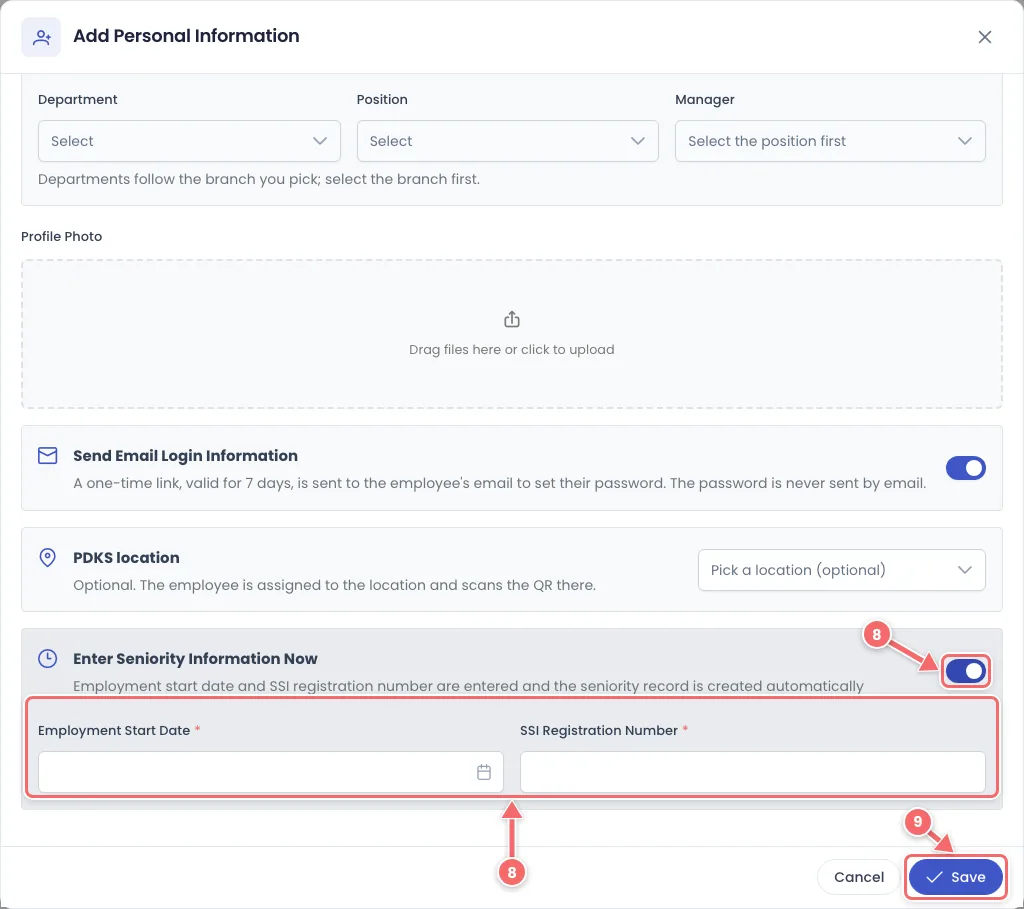 Add Personal Information
Department
Position
Manager
Select
Select
Select the position first
Departments follow the branch you pick; select the branch first.
Profile Photo
Drag files here or click to upload
Send Email Login Information
A one-time link, valid for 7 days, is sent to the employee's email to set their password. The password is never sent by email.
PDKS location
Optional. The employee is assigned to the location and scans the QR there.
Pick a location (optional)
8
Enter Seniority Information Now
Employment start date and SSI registration number are entered and the seniority record is created automatically
Employment Start Date *
SSI Registration Number *
9
8
Cancel
Save